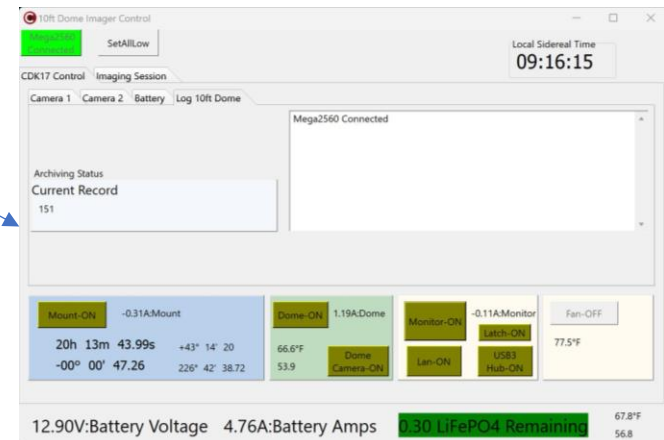 10ft Dome Imager Control
Mega2560
Connected
SetAllLow
Local Sidereal Time
09:16:15
CDK17 Control Imaging Session
Camera 1 Camera 2 Battery Log 10ft Dome
Mega2560 Connected
Archiving Status
Current Record
151
Mount-ON -0.31A:Mount
20h 13m 43.99s +43° 14' 20
-00° 00' 47.26 226° 42' 38.72
Dome-ON 1.19A:Dome
66.6°F
53.9
Dome
Camera-ON
Monitor-ON -0.11A:Monitor
Latch-ON
Lan-ON
USB3
Hub-ON
Fan-OFF
77.5°F
12.90V:Battery Voltage 4.76A:Battery Amps 0.30 LiFePO4 Remaining
67.8°F
56.8